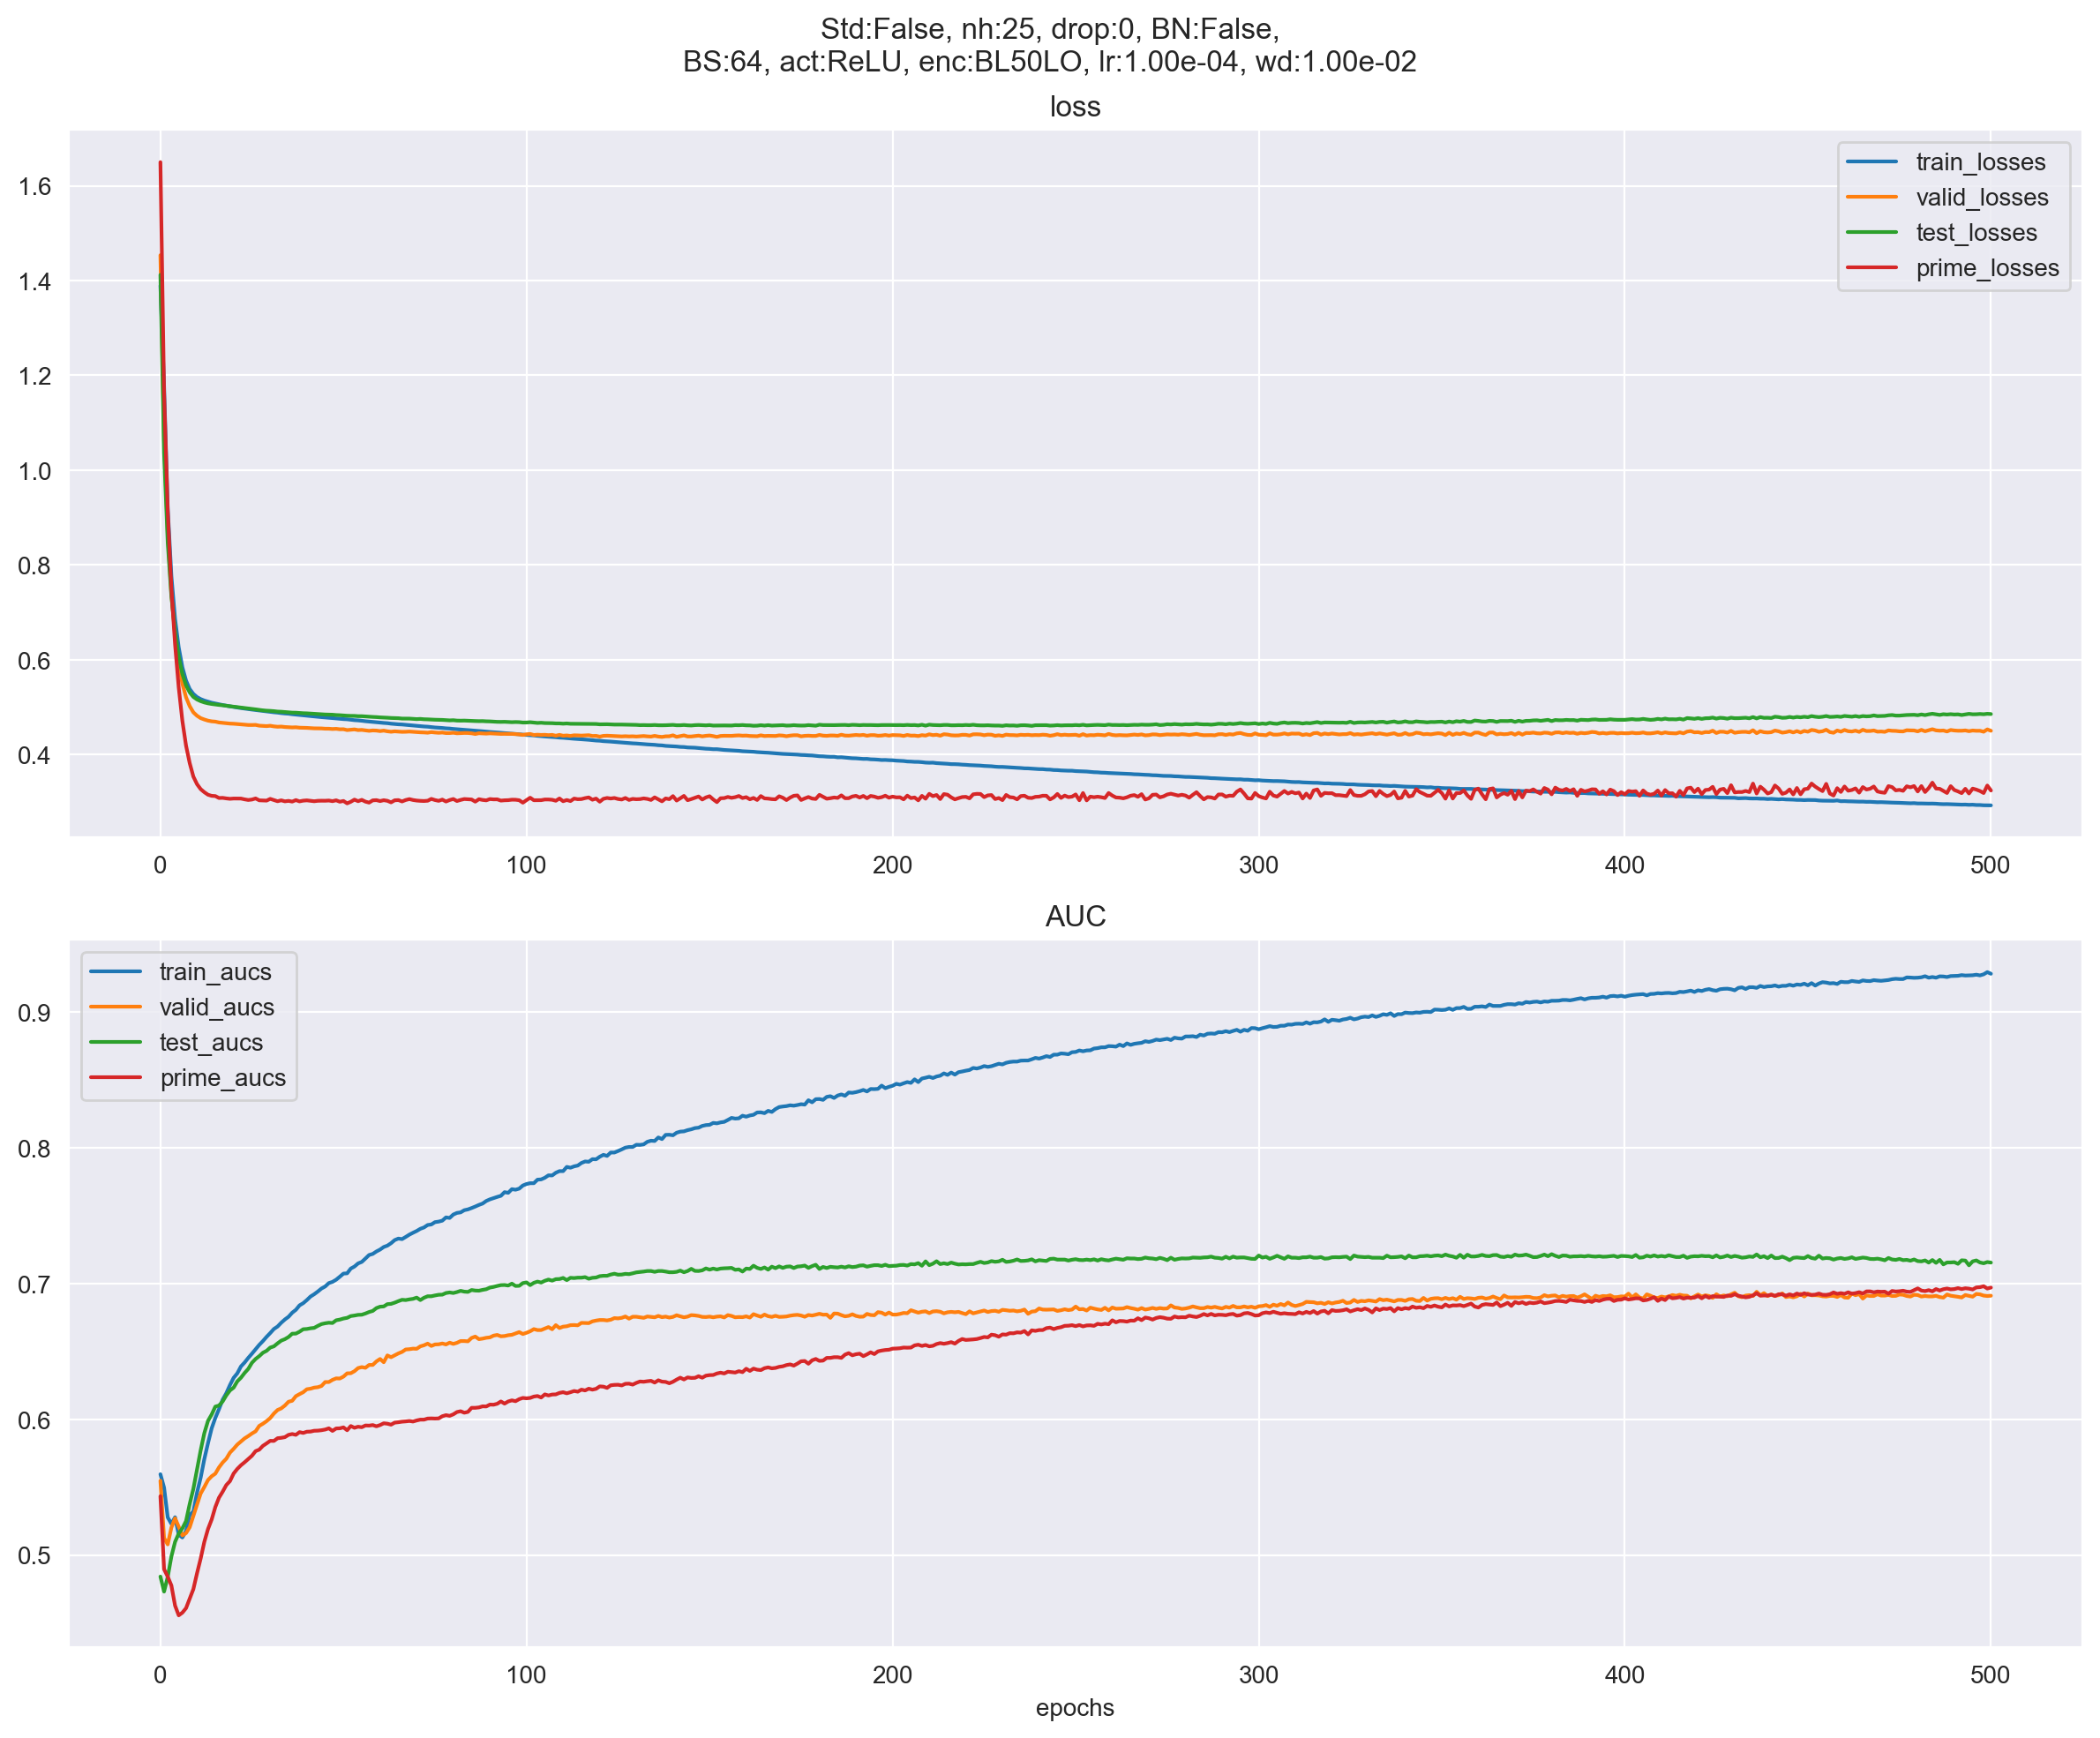 Std:False, nh:25, drop:0, BN:False,
BS:64, act:ReLU, enc:BL50LO, lr:1.00e-04, wd:1.00e-02
loss
train_losses
valid_losses
test_losses
prime_losses
1.6
1.4
1.2
1.0
0.8
0.6
0.4
0 100 200 300 400 500
AUC
train_aucs
valid_aucs
test_aucs
prime_aucs
0.9
0.8
0.7
0.6
0.5
0 100 200 300 400 500
epochs